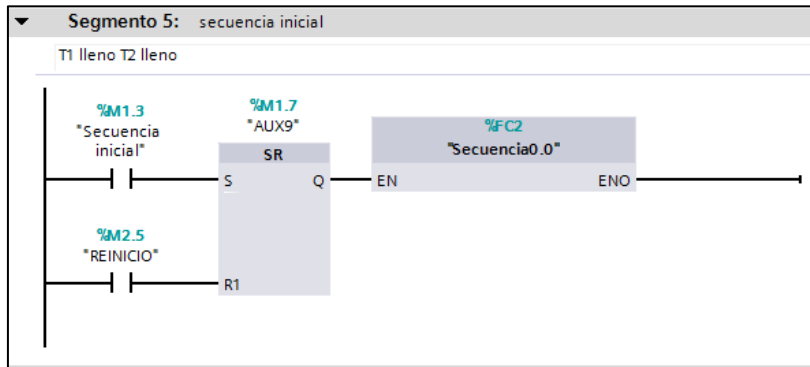 Segmento 5: secuencia inicial
T1 lleno T2 lleno
%M1.3
"Secuencia
inicial"
%M1.7
"AUX9"
SR
S
Q
%FC2
"Secuencia0.0"
EN
ENO
%M2.5
"REINICIO"
R1